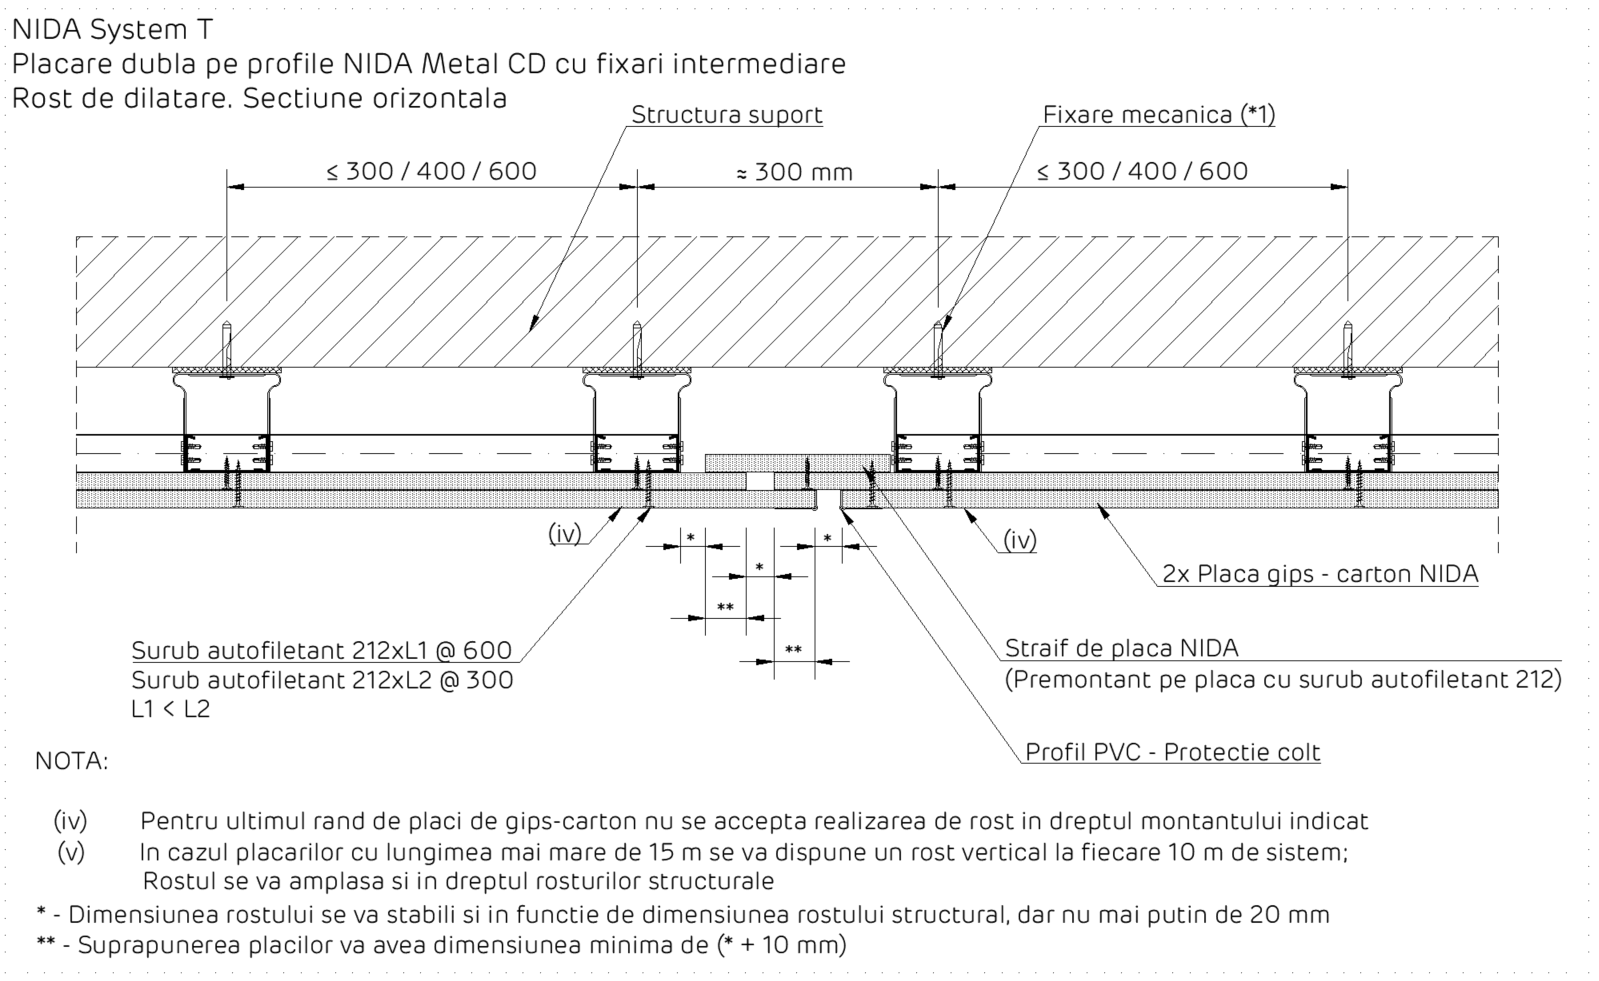 NIDA System T
Placare dubla pe profile NIDA Metal CD cu fixari intermediare
Rost de dilatare. Sectiune orizontala
Structura suport
Fixare mecanica (*1)
≤ 300 / 400 / 600
≈ 300 mm
≤ 300 / 400 / 600
(iv)
*
*
(iv)
*
**
**
2x Placa gips - carton NIDA
Surub autofiletant 212xL1 @ 600
Surub autofiletant 212xL2 @ 300
L1 < L2
Straif de placa NIDA
(Premontant pe placa cu surub autofiletant 212)
Profil PVC - Protectie colt
NOTA:
(iv) Pentru ultimul rand de placi de gips-carton nu se accepta realizarea de rost in dreptul montantului indicat
(v) In cazul placarilor cu lungimea mai mare de 15 m se va dispune un rost vertical la fiecare 10 m de sistem;
Rostul se va amplasa si in dreptul rosturilor structurale
* - Dimensiunea rostului se va stabili si in functie de dimensiunea rostului structural, dar nu mai putin de 20 mm
** - Suprapunerea placilor va avea dimensiunea minima de (* + 10 mm)